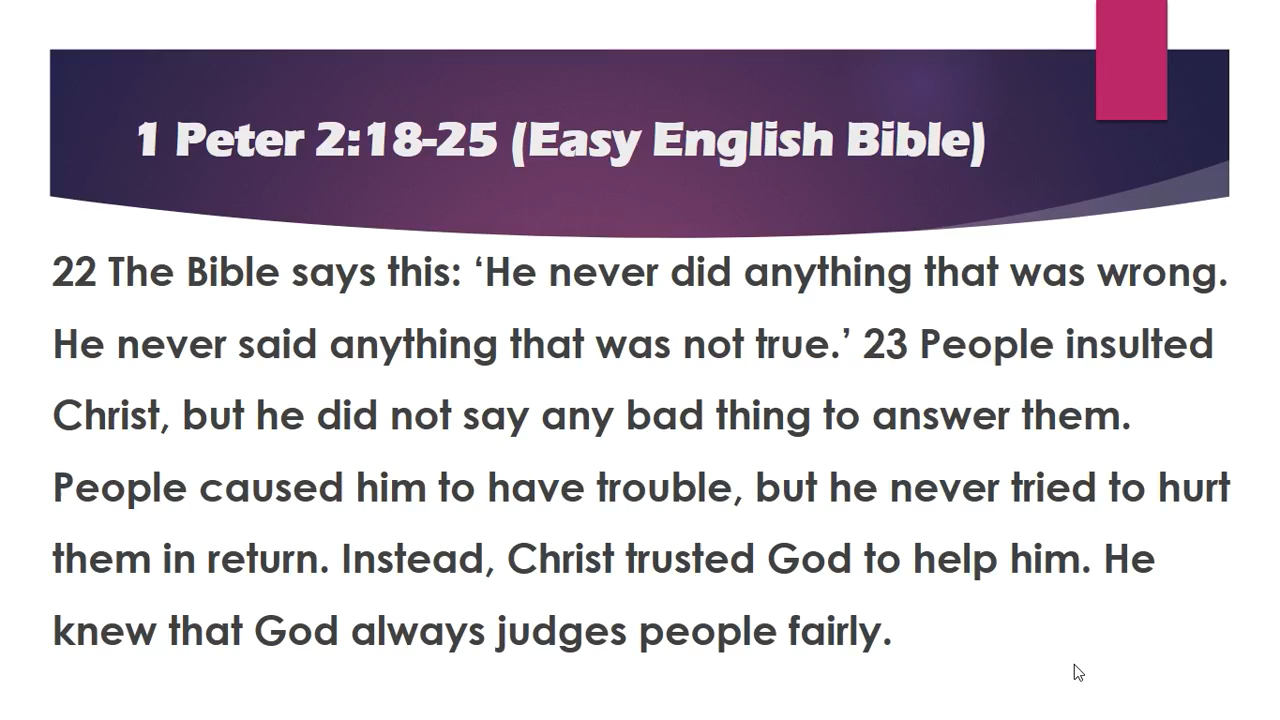 1 Peter 2:18-25 (Easy English Bible)
22 The Bible says this: ‘He never did anything that was wrong.
He never said anything that was not true.’ 23 People insulted
Christ, but he did not say any bad thing to answer them.
People caused him to have trouble, but he never tried to hurt
them in return. Instead, Christ trusted God to help him. He
knew that God always judges people fairly.